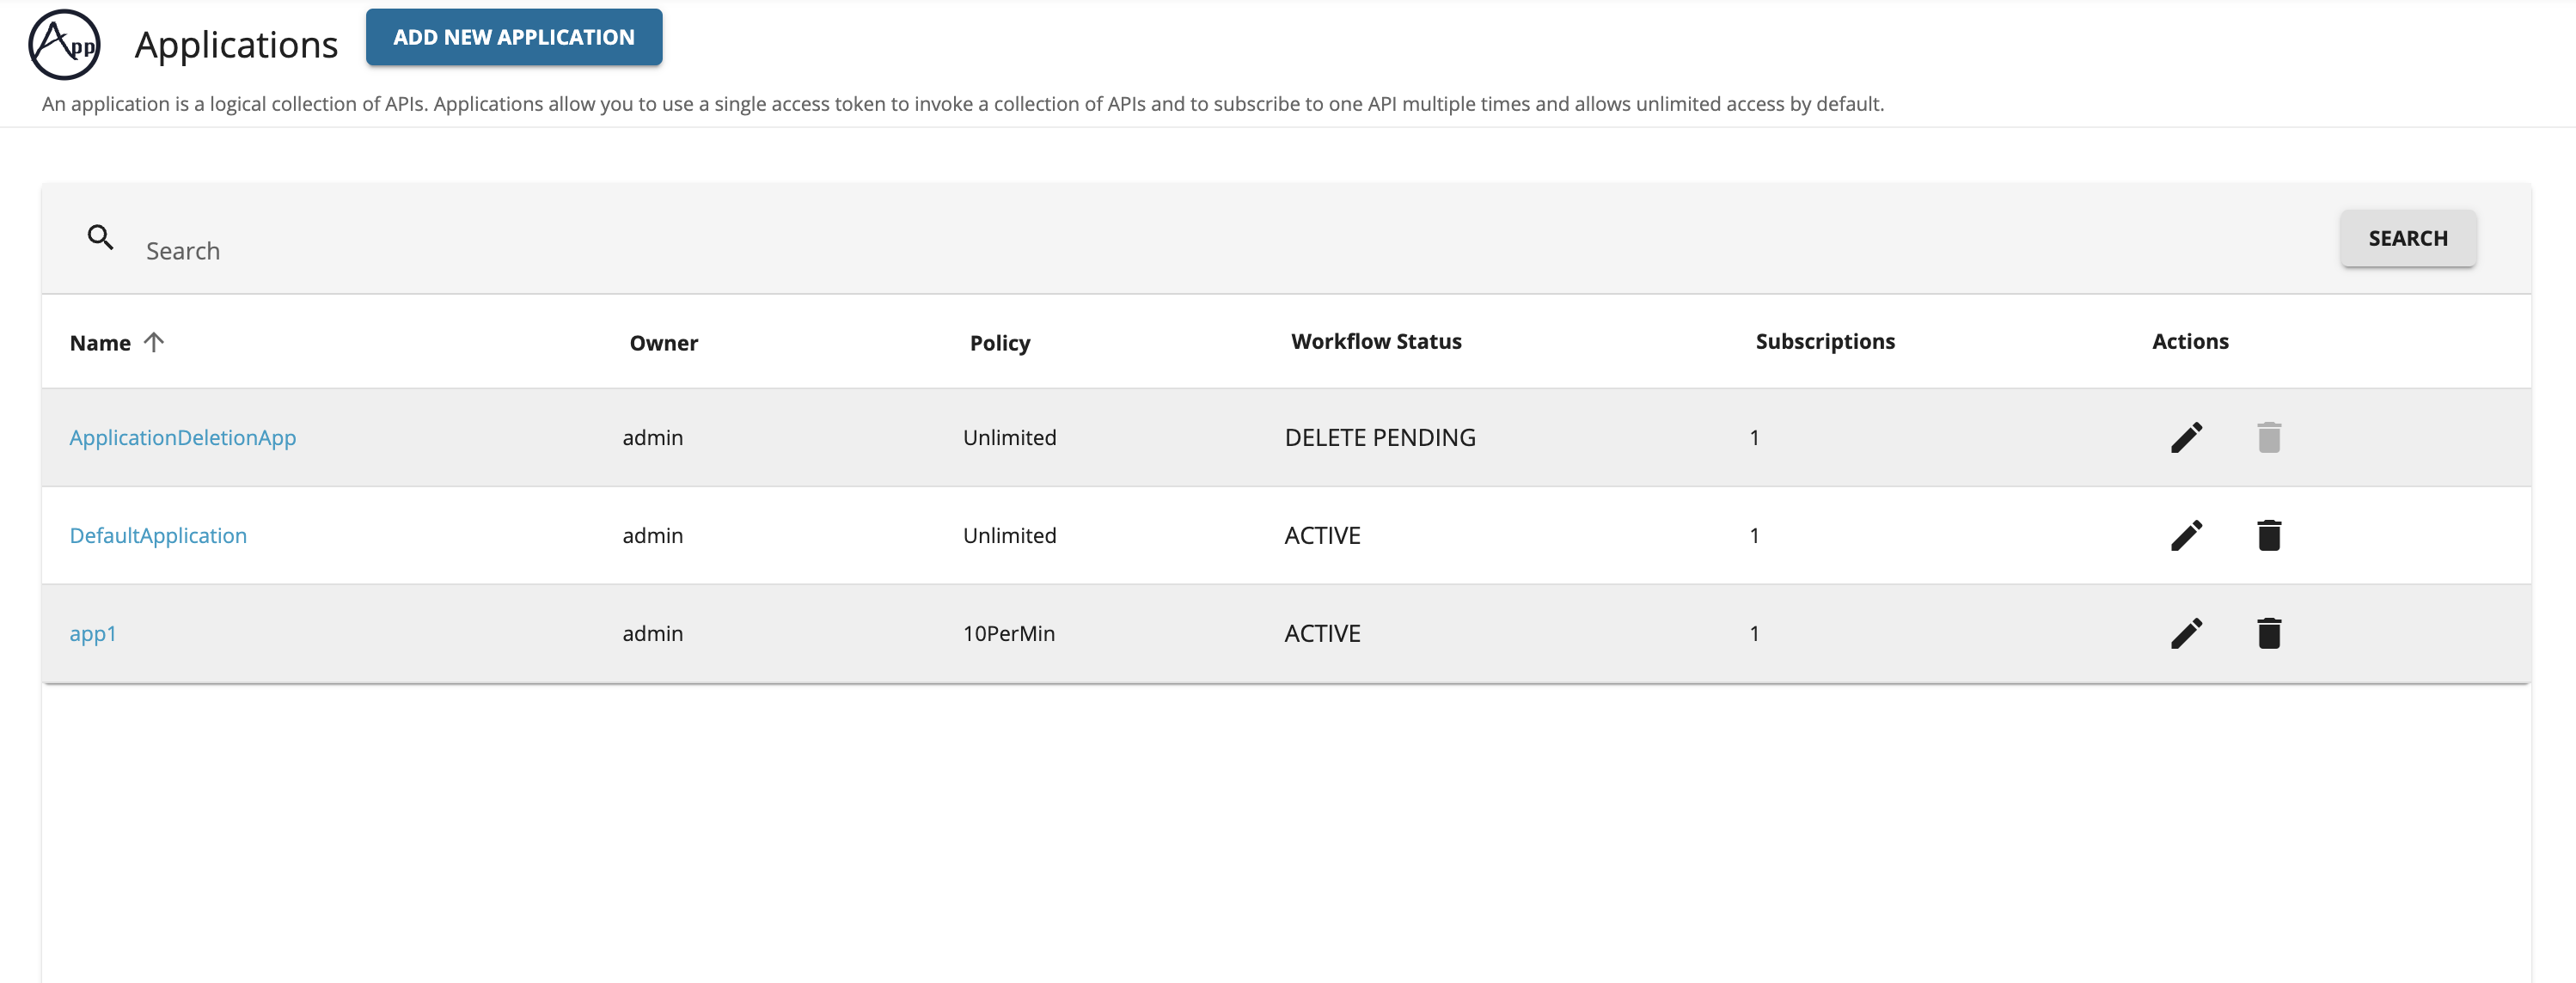 App Applications ADD NEW APPLICATION
An application is a logical collection of APIs. Applications allow you to use a single access token to invoke a collection of APIs and to subscribe to one API multiple times and allows unlimited access by default.
Search SEARCH
Name Owner Policy Workflow Status Subscriptions Actions
ApplicationDeletionApp admin Unlimited DELETE PENDING 1
DefaultApplication admin Unlimited ACTIVE 1
app1 admin 10PerMin ACTIVE 1